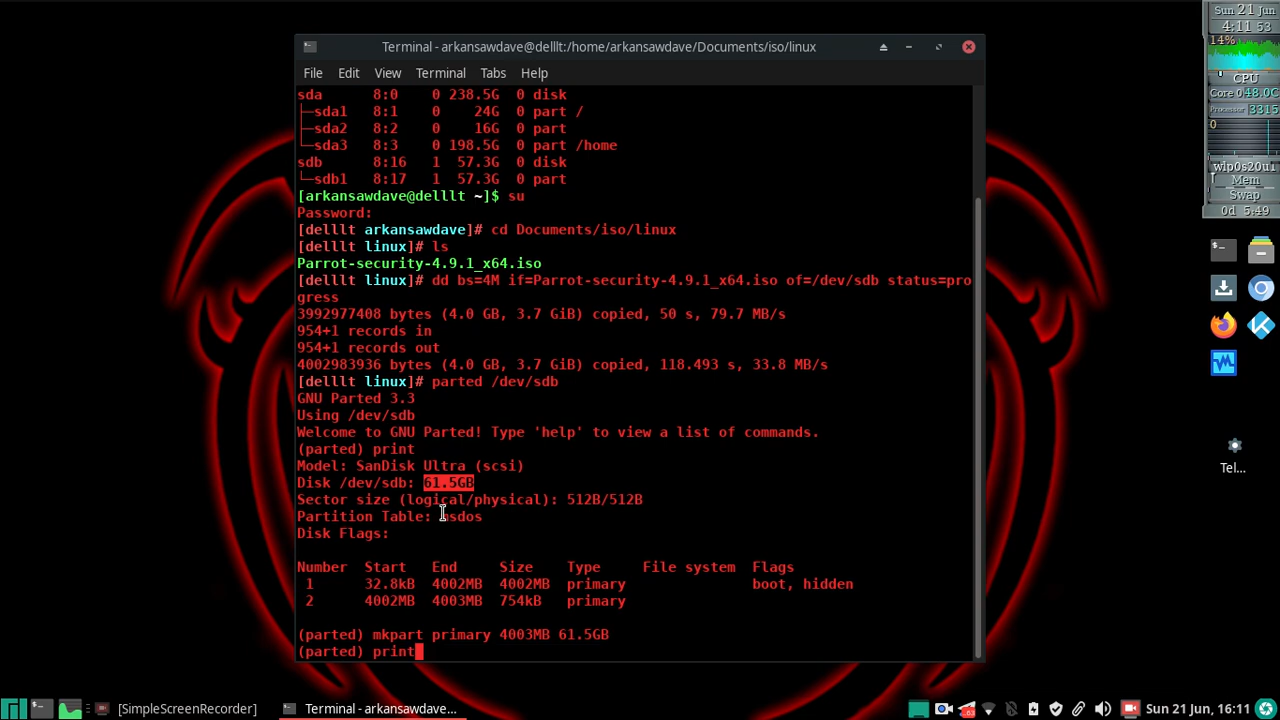 Terminal - arkansawdave@delllt:/home/arkansawdave/Documents/iso/linux
File Edit View Terminal Tabs Help
sda 8:0 0 238.5G 0 disk
├─sda1 8:1 0 24G 0 part /
├─sda2 8:2 0 16G 0 part
└─sda3 8:3 0 198.5G 0 part /home
sdb 8:16 1 57.3G 0 disk
└─sdb1 8:17 1 57.3G 0 part
[arkansawdave@delllt ~]$ su
Password:
[delllt arkansawdave]# cd Documents/iso/linux
[delllt linux]# ls
Parrot-security-4.9.1_x64.iso
[delllt linux]# dd bs=4M if=Parrot-security-4.9.1_x64.iso of=/dev/sdb status=pro
gress
3992977408 bytes (4.0 GB, 3.7 GiB) copied, 50 s, 79.7 MB/s
954+1 records in
954+1 records out
4002983936 bytes (4.0 GB, 3.7 GiB) copied, 118.493 s, 33.8 MB/s
[delllt linux]# parted /dev/sdb
GNU Parted 3.3
Using /dev/sdb
Welcome to GNU Parted! Type 'help' to view a list of commands.
(parted) print
Model: SanDisk Ultra (scsi)
Disk /dev/sdb: 61.5GB
Sector size (logical/physical): 512B/512B
Partition Table: msdos
Disk Flags:
Number Start End Size Type File system Flags
1 32.8kB 4002MB 4002MB primary boot, hidden
2 4002MB 4003MB 754kB primary
(parted) mkpart primary 4003MB 61.5GB
(parted) print
Sun 21 Jun
4:11 53
14%
CPU
Core 0 48.0C
Processor 3315
0
wlp0s20u1
Mem
Swap
0d 5:49
Tel...
[SimpleScreenRecorder]
Terminal - arkansawdave...
63
Sun 21 Jun, 16:11